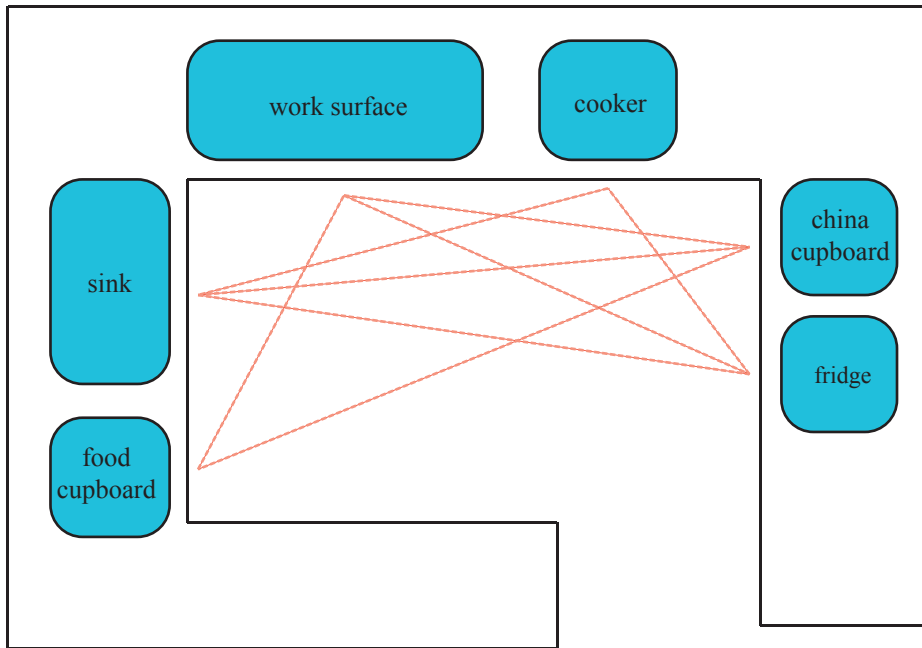 work surface
cooker
china
cupboard
sink
fridge
food
cupboard